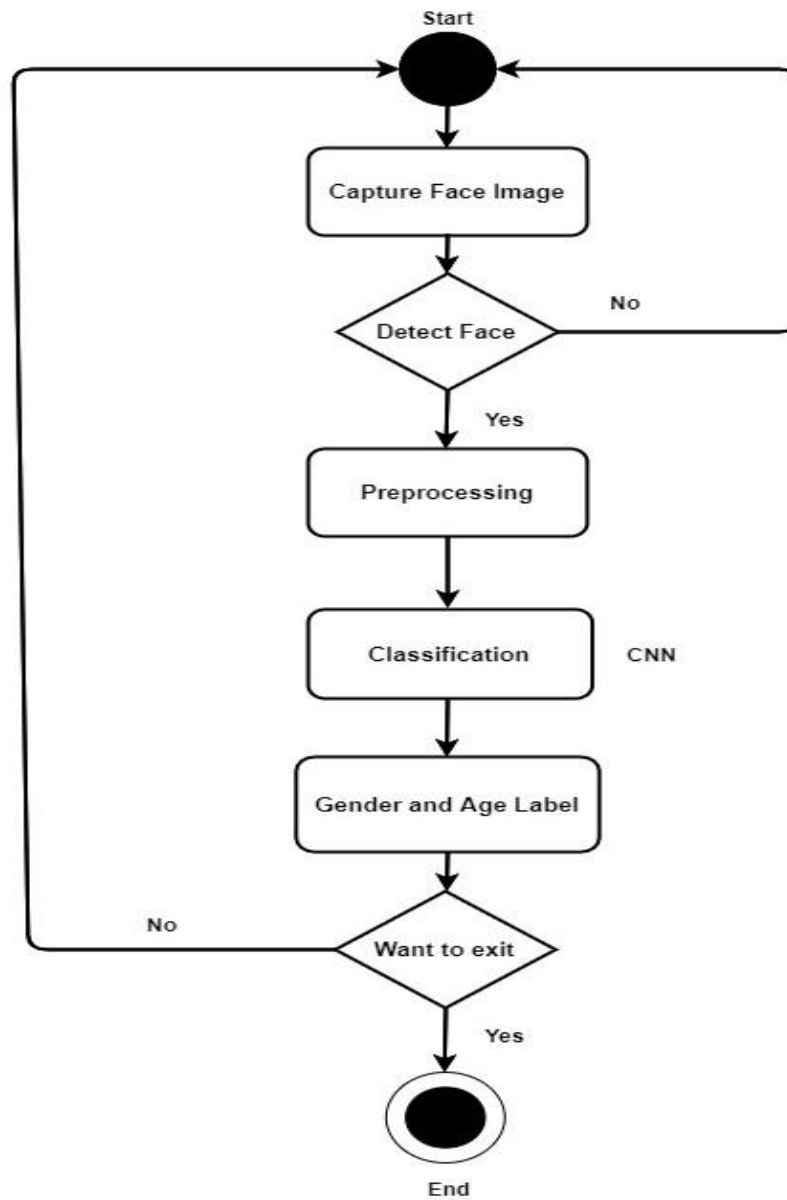 Start
Capture Face Image
Detect Face
No
Yes
Preprocessing
Classification
CNN
Gender and Age Label
Want to exit
No
Yes
End